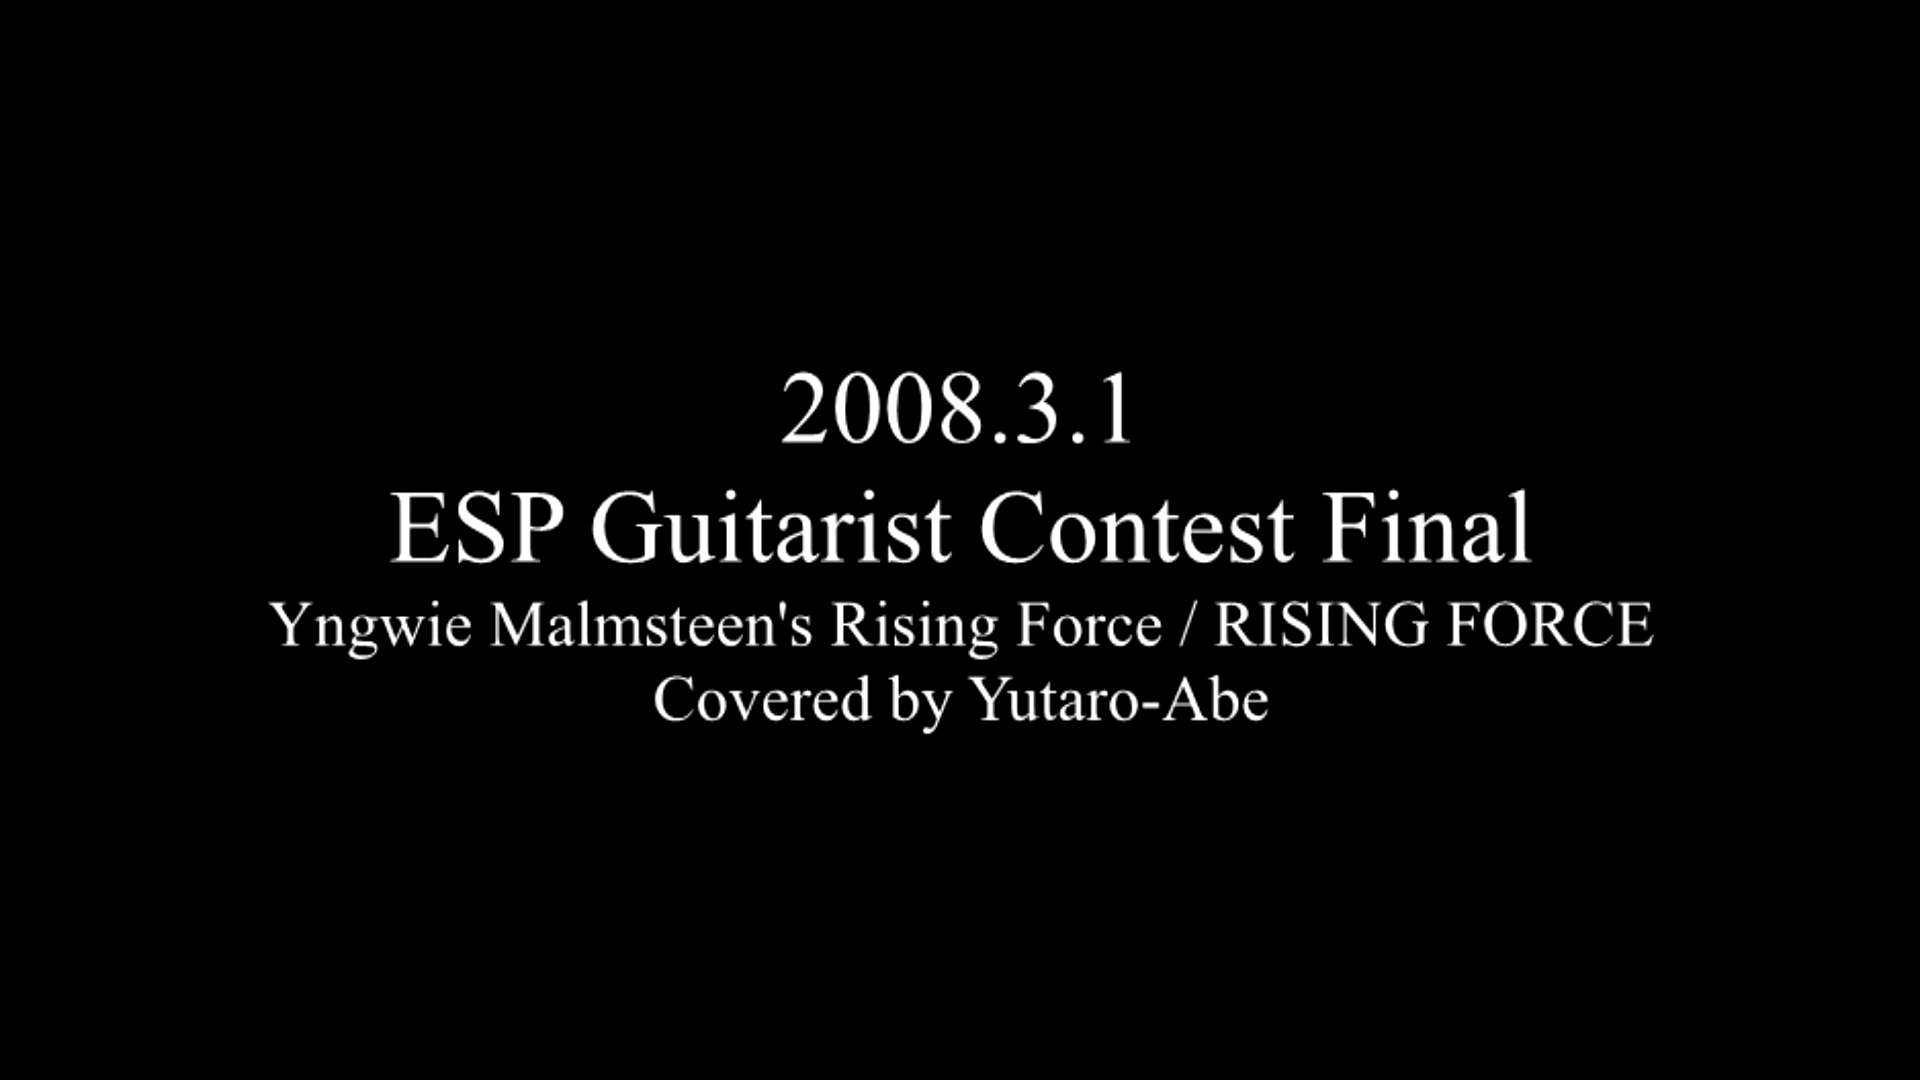 2008.3.1
ESP Guitarist Contest Final
Yngwie Malmsteen's Rising Force / RISING FORCE
Covered by Yutaro-Abe